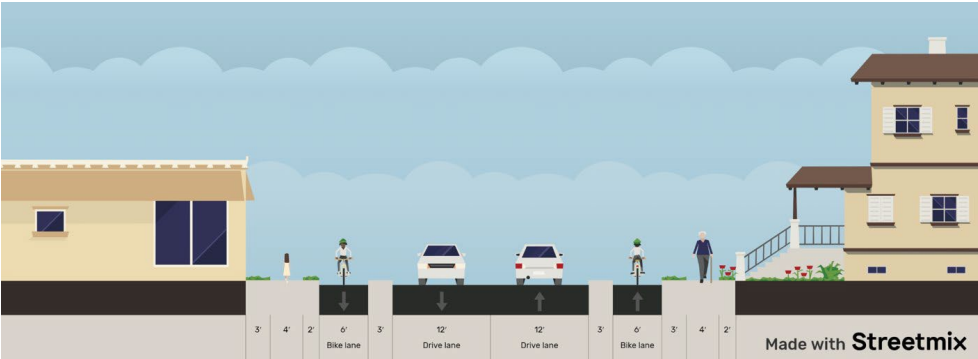 3' 4' 2' 6' 3' 12' 12' 3' 6' 3' 4' 2'
Bike lane Drive lane Drive lane Bike lane
Made with Streetmix